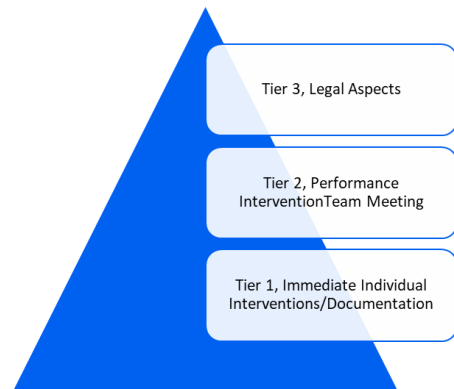 Tier 3, Legal Aspects
Tier 2, Performance
InterventionTeam Meeting
Tier 1, Immediate Individual
Interventions/Documentation